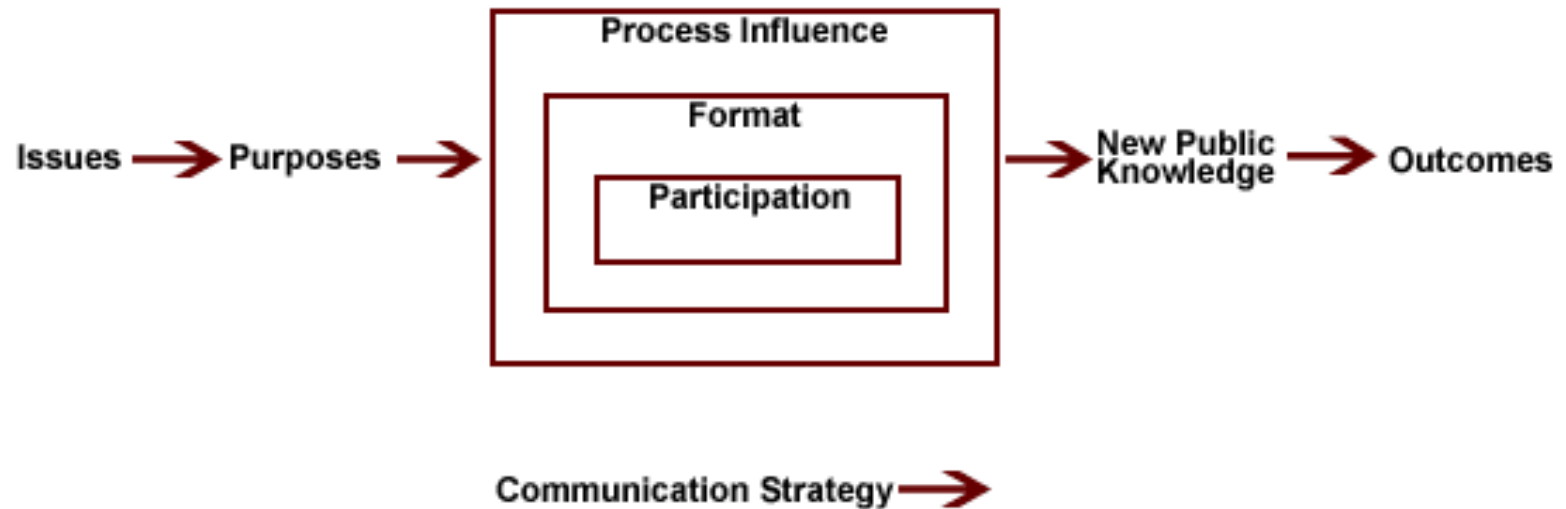 Process Influence
Format
Issues
Purposes
Participation
New Public
Knowledge
Outcomes
Communication Strategy